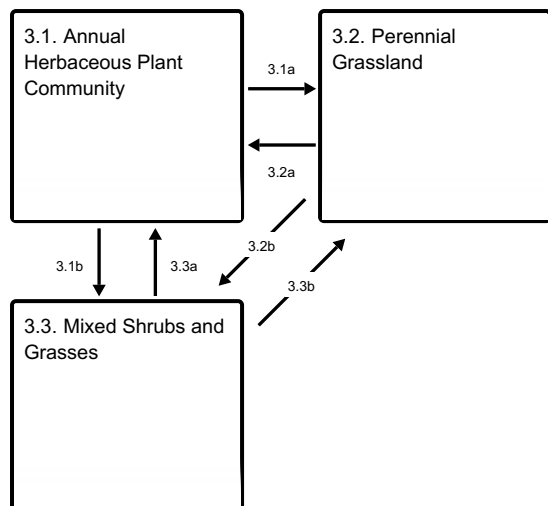 3.1. Annual
Herbaceous Plant
Community
3.2. Perennial
Grassland
3.1a
3.2a
3.1b
3.3a
3.2b
3.3b
3.3. Mixed Shrubs and
Grasses